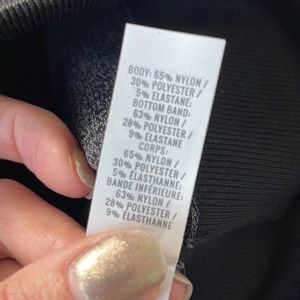 BODY: 65% NYLON /
30% POLYESTER /
5% ELASTANE:
BOTTOM BAND:
63% NYLON /
28% POLYESTER /
9% ELASTANE
CORPS:
65% NYLON /
30% POLYESTER /
5% ÉLASTHANNE:
BANDE INFÉRIEURE:
63% NYLON /
28% POLYESTER /
9% ÉLASTHANNE